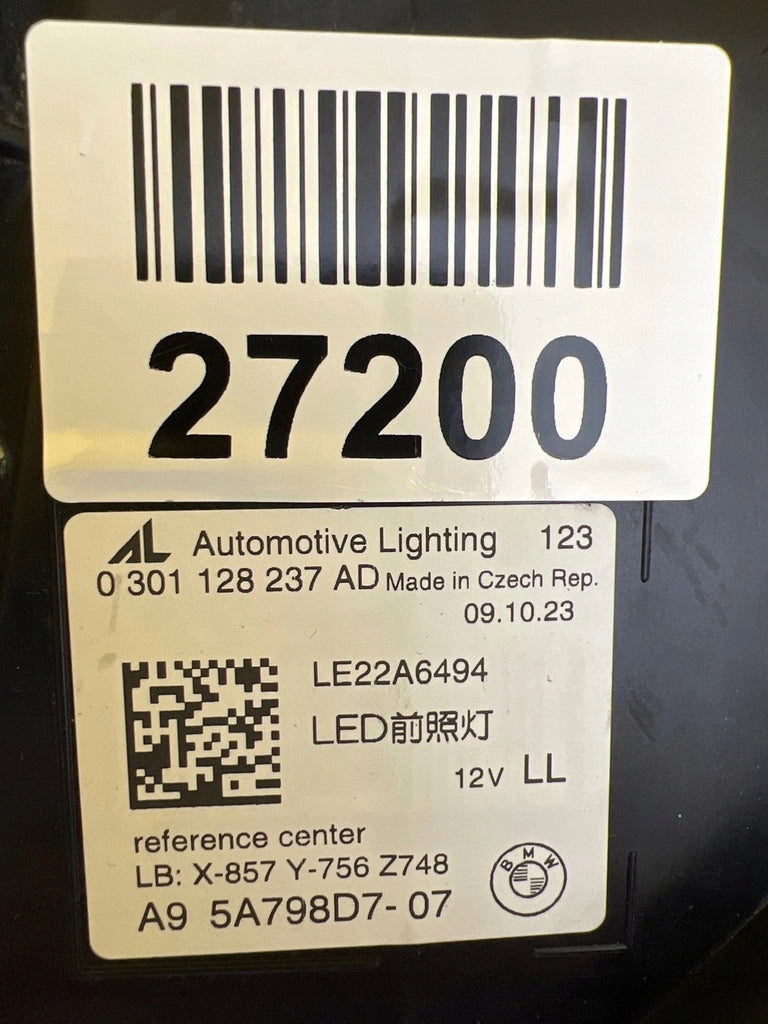 27200
AL Automotive Lighting 123
0 301 128 237 AD Made in Czech Rep.
09.10.23
LE22A6494
LED前照灯
12V LL
reference center
LB: X-857 Y-756 Z748
A9 5A798D7-07
BMW